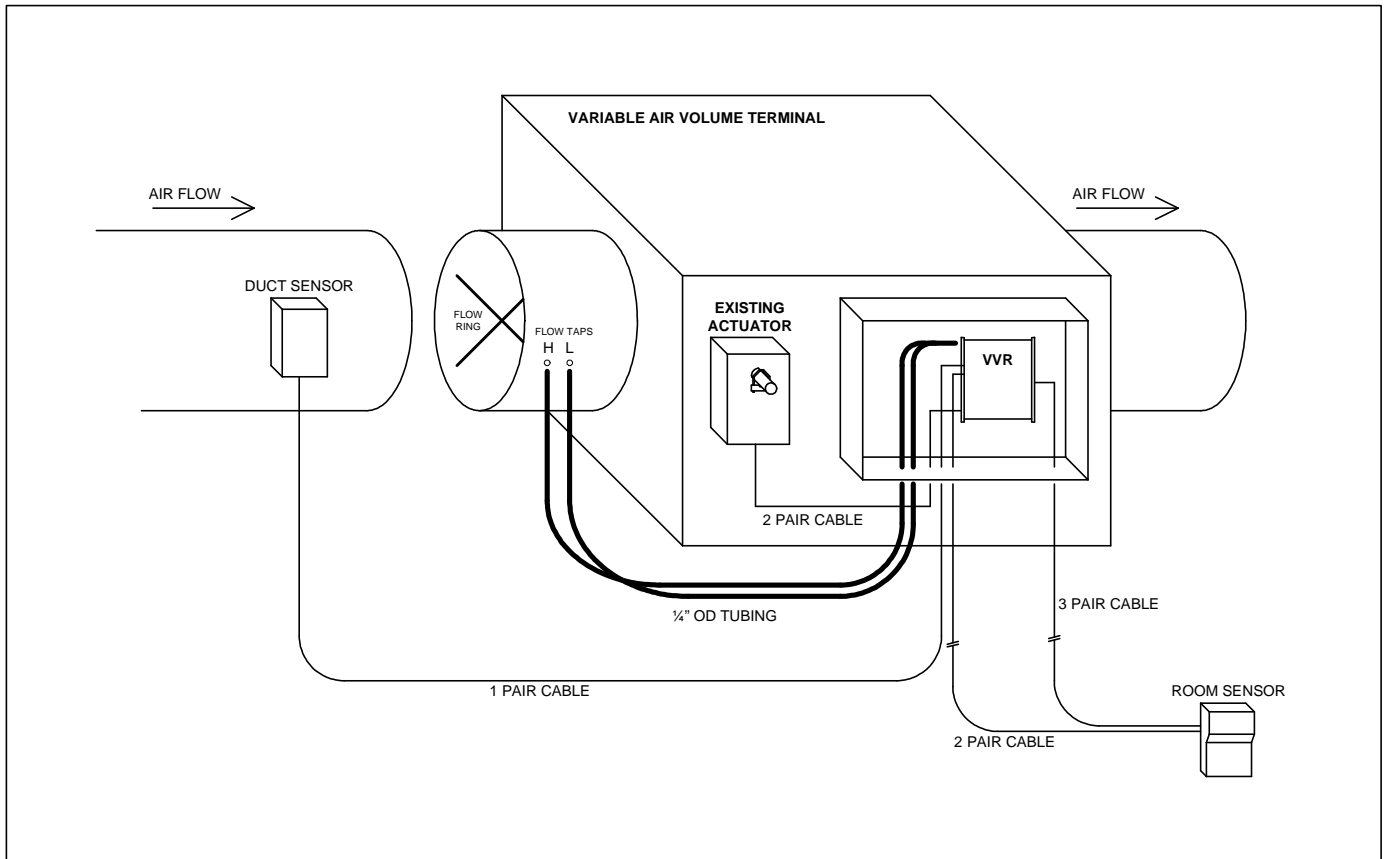 VARIABLE AIR VOLUME TERMINAL
AIR FLOW
AIR FLOW
DUCT SENSOR
FLOW
RING
FLOW TAPS
H L
EXISTING
ACTUATOR
VVR
2 PAIR CABLE
¼” OD TUBING
3 PAIR CABLE
1 PAIR CABLE
ROOM SENSOR
2 PAIR CABLE